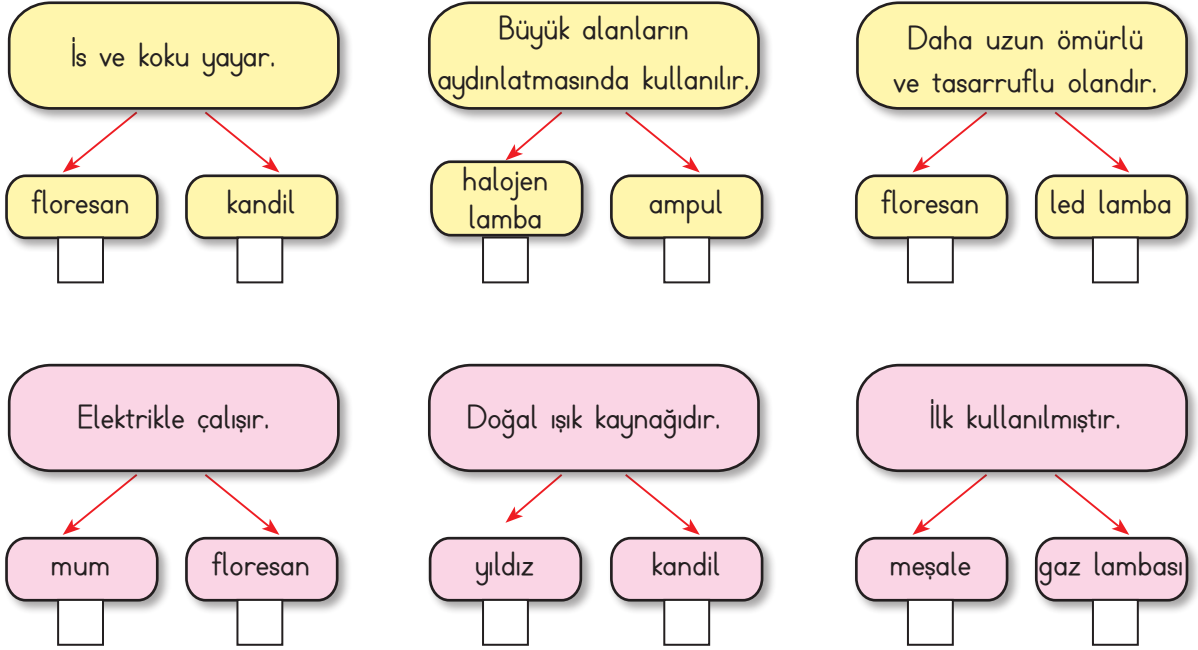 İs ve koku yayar.
floresan
kandil
Büyük alanların
aydınlatmasında kullanılır.
halojen
lamba
ampul
Daha uzun ömürlü
ve tasarruflu olandır.
floresan
led lamba
Elektrikle çalışır.
mum
floresan
Doğal ışık kaynağıdır.
yıldız
kandil
İlk kullanılmıştır.
meşale
gaz lambası